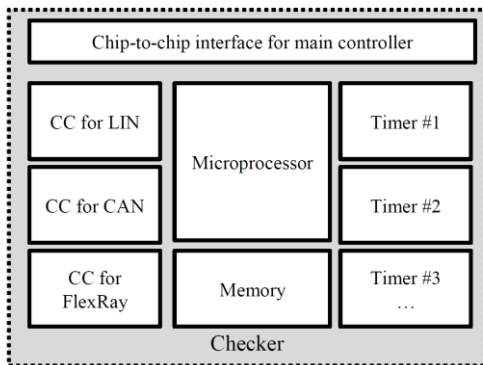 Chip-to-chip interface for main controller
CC for LIN
Microprocessor
Timer #1
CC for CAN
Timer #2
CC for
FlexRay
Memory
Timer #3
…
Checker